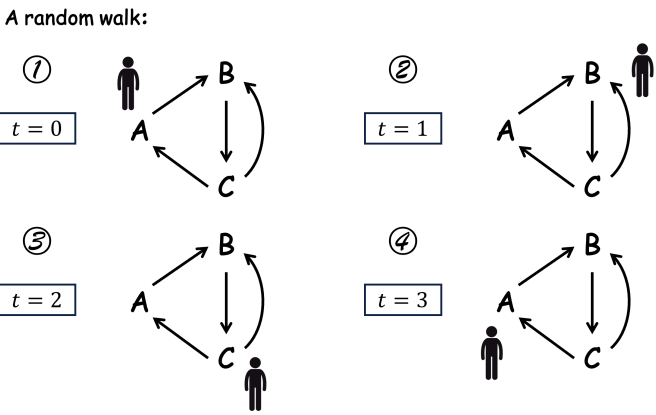 A random walk:
① ②
B B
t = 0 A t = 1 A
C C
③ ④
B B
t = 2 A t = 3 A
C C